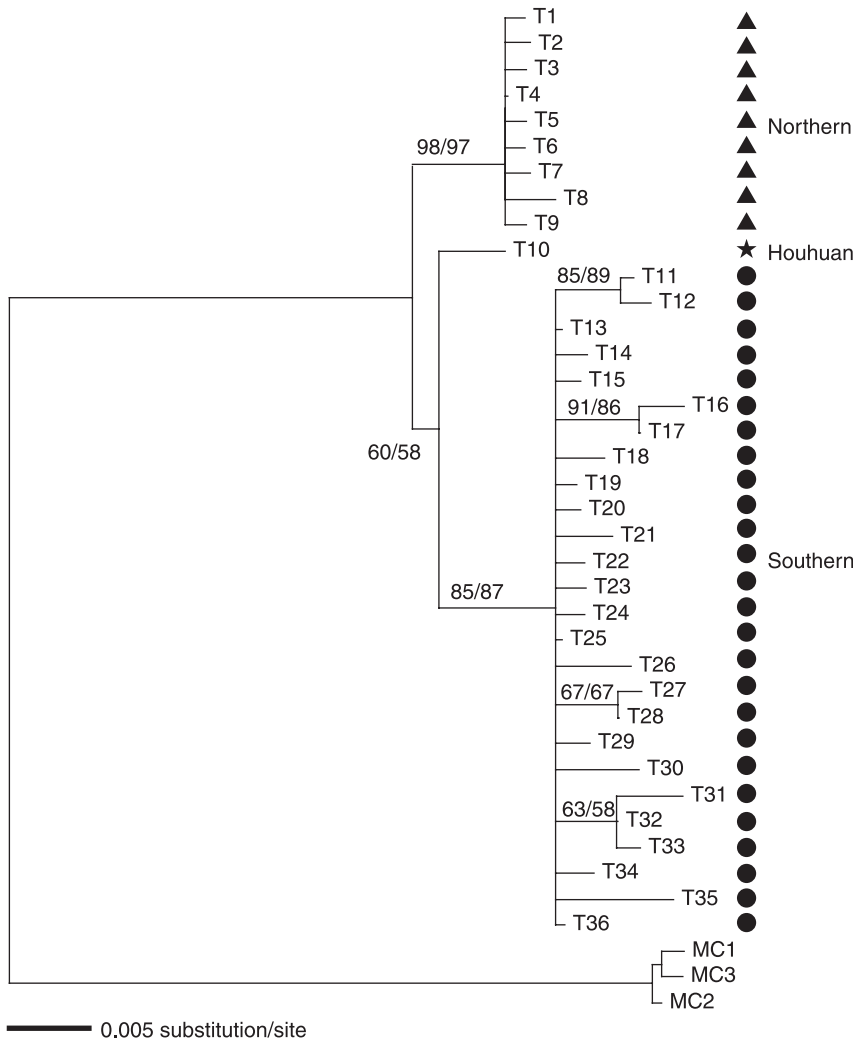 T1
T2
T3
T4
T5
Northern
98/97
T6
T7
T8
T9
T10
Houhuan
85/89
T11
T12
T13
T14
T15
91/86
T16
T17
60/58
T18
T19
T20
T21
T22
Southern
85/87
T23
T24
T25
T26
67/67
T27
T28
T29
T30
T31
63/58
T32
T33
T34
T35
T36
MC1
MC3
MC2
0.005 substitution/site